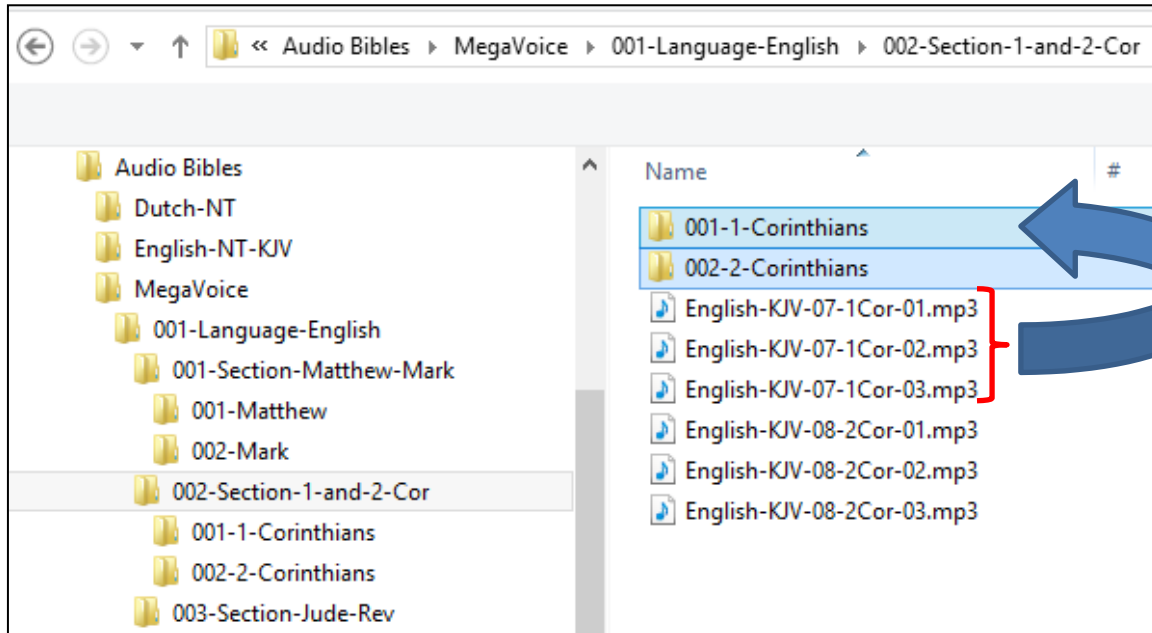 « Audio Bibles ▸ MegaVoice ▸ 001-Language-English ▸ 002-Section-1-and-2-Cor
Audio Bibles
Dutch-NT
English-NT-KJV
MegaVoice
001-Language-English
001-Section-Matthew-Mark
001-Matthew
002-Mark
002-Section-1-and-2-Cor
001-1-Corinthians
002-2-Corinthians
003-Section-Jude-Rev
Name #
001-1-Corinthians
002-2-Corinthians
English-KJV-07-1Cor-01.mp3
English-KJV-07-1Cor-02.mp3
English-KJV-07-1Cor-03.mp3
English-KJV-08-2Cor-01.mp3
English-KJV-08-2Cor-02.mp3
English-KJV-08-2Cor-03.mp3